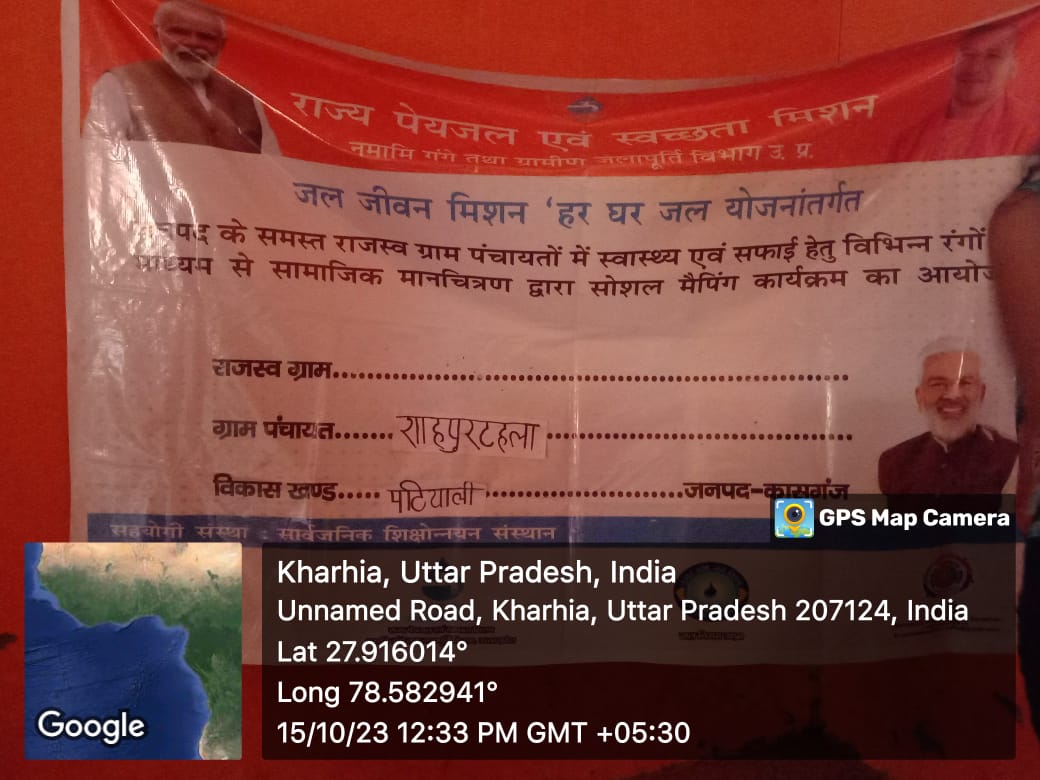 राज्य पेयजल एवं स्वच्छता मिशन
नमामि गंगे तथा ग्रामीण जलापूर्ति विभाग उ. प्र.
जल जीवन मिशन ‘हर घर जल योजनांतर्गत
के समस्त राजस्व ग्राम पंचायतों में स्वास्थ्य एवं सफाई हेतु विभिन्न रंगों
माध्यम से सामाजिक मानचित्रण द्वारा सोशल मैपिंग कार्यक्रम का
राजस्व ग्राम
ग्राम पंचायत....... शाहपुरटहला
विकास खण्ड..... पटियाली जनपद-कासगंज
सहयोगी संस्था : सार्वजनिक शिक्षोन्नयन संस्थान
GPS Map Camera
Kharhia, Uttar Pradesh, India
Unnamed Road, Kharhia, Uttar Pradesh 207124, India
Lat 27.916014°
Long 78.582941°
15/10/23 12:33 PM GMT +05:30
Google